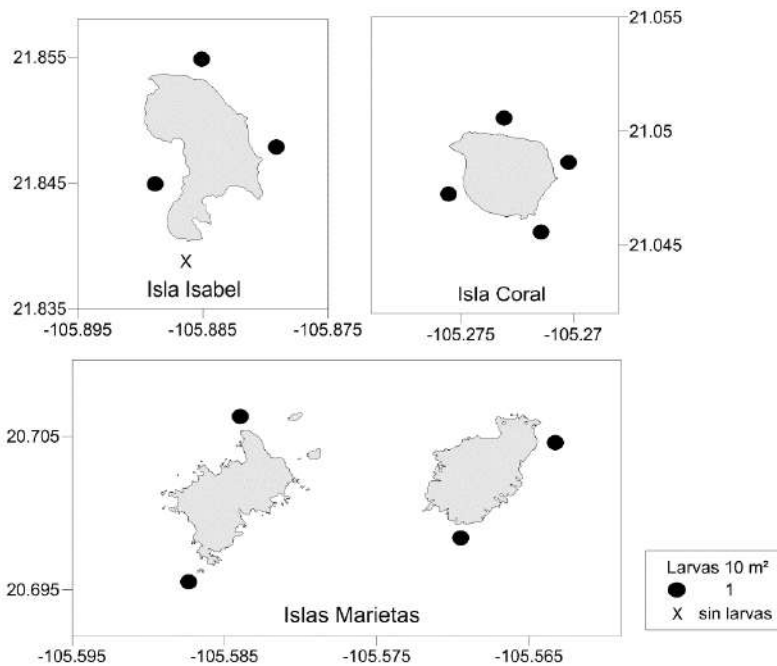 21.855
21.845
21.835
X
Isla Isabel
-105.895 -105.885 -105.875
21.055
21.05
21.045
Isla Coral
-105.275 -105.27
20.705
20.695
Islas Marietas
-105.595 -105.585 -105.575 -105.565
Larvas 10 m²
1
X sin larvas